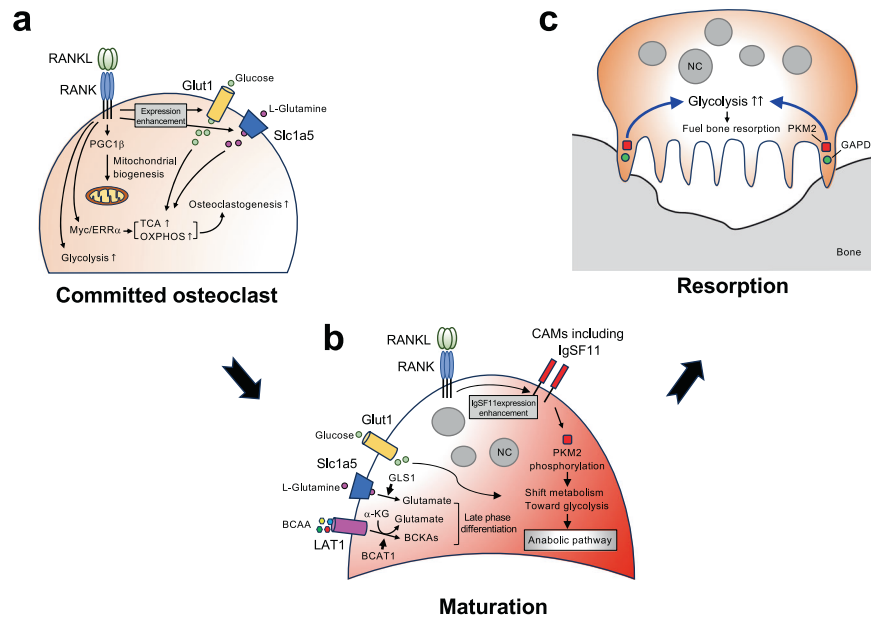 a
RANKL
RANK
Glut1
Glucose
L-Glutamine
Slc1a5
Expression
enhancement
PGC1β
Mitochondrial
biogenesis
Osteoclastogenesis ↑
Myc/ERRα
TCA ↑
OXPHOS ↑
Glycolysis ↑
Committed osteoclast
b
RANKL
RANK
CAMs including
IgSF11
IgSF11expression
enhancement
Glut1
Glucose
Slc1a5
L-Glutamine
NC
GLS1
Glutamate
α-KG
Glutamate
BCAA
LAT1
BCKAs
BCAT1
Late phase
differentiation
PKM2
phosphorylation
Shift metabolism
Toward glycolysis
Anabolic pathway
Maturation
c
NC
Glycolysis ↑↑
Fuel bone resorption
PKM2
GAPD
Bone
Resorption